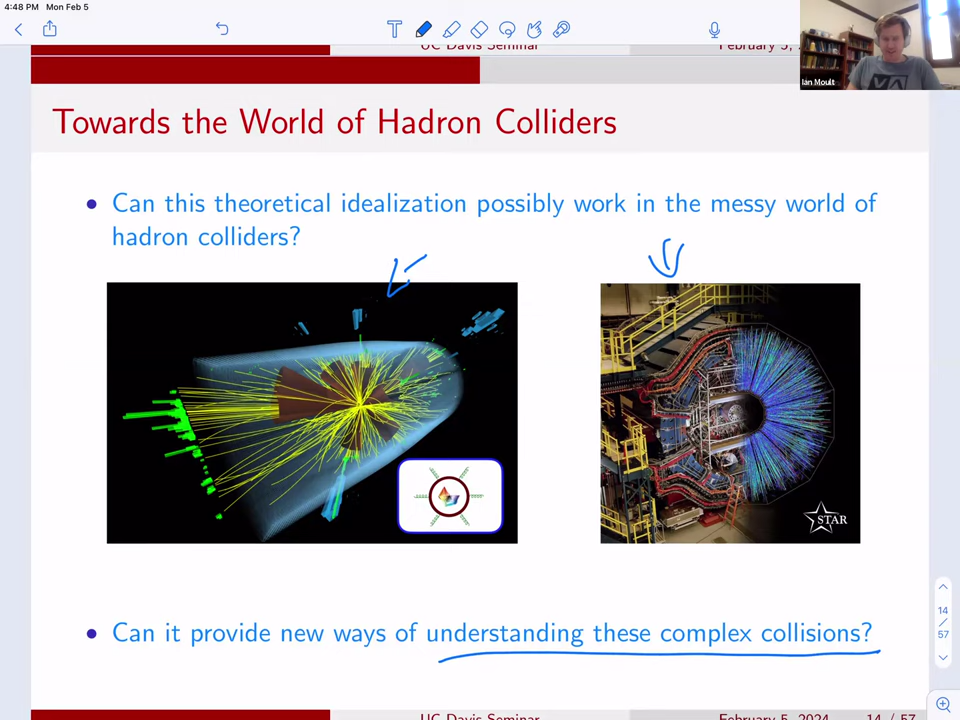 4:48 PM Mon Feb 5
UC Davis Seminar
February 5, 2
Ian Moult
Towards the World of Hadron Colliders
• Can this theoretical idealization possibly work in the messy world of
hadron colliders?
STAR
• Can it provide new ways of understanding these complex collisions?
14
/
57
UC Davis Seminar
February 5, 2024
14 / 57